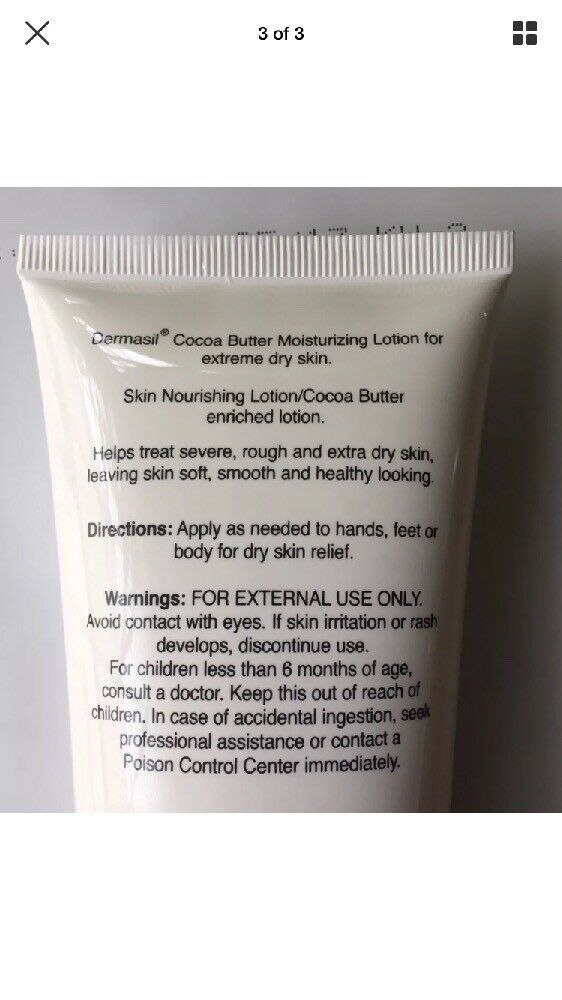 3 of 3
Dermasil® Cocoa Butter Moisturizing Lotion for
extreme dry skin.
Skin Nourishing Lotion/Cocoa Butter
enriched lotion.
Helps treat severe, rough and extra dry skin,
leaving skin soft, smooth and healthy looking.
Directions: Apply as needed to hands, feet or
body for dry skin relief.
Warnings: FOR EXTERNAL USE ONLY.
Avoid contact with eyes. If skin irritation or rash
develops, discontinue use.
For children less than 6 months of age,
consult a doctor. Keep this out of reach of
children. In case of accidental ingestion, seek
professional assistance or contact a
Poison Control Center immediately.